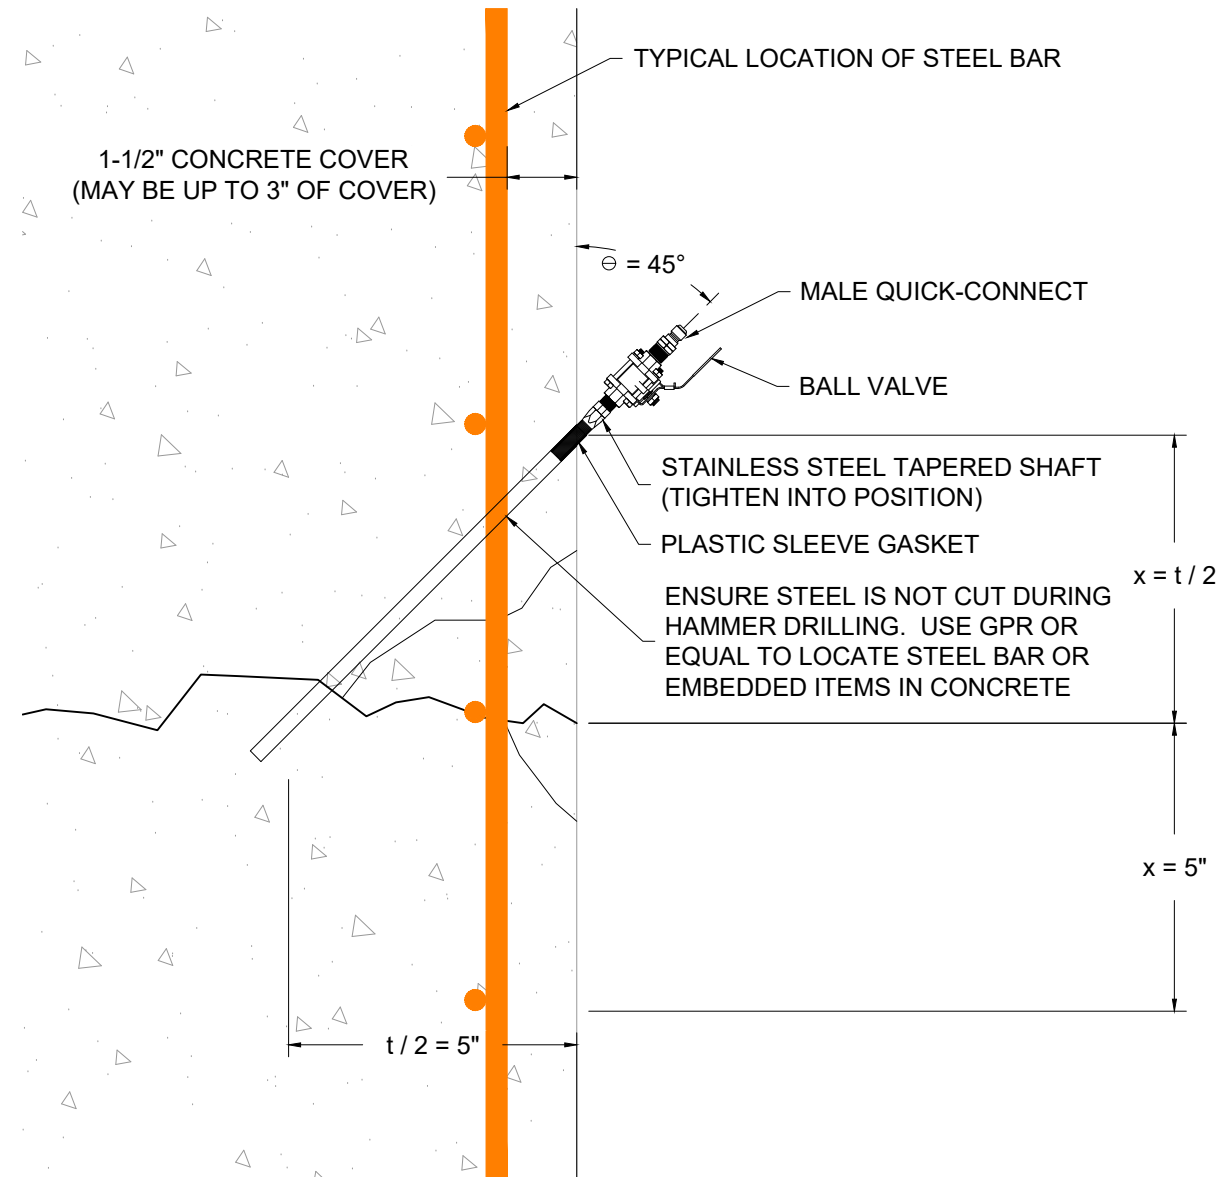 TYPICAL LOCATION OF STEEL BAR
1-1/2" CONCRETE COVER
(MAY BE UP TO 3" OF COVER)
⊖ = 45°
MALE QUICK-CONNECT
BALL VALVE
STAINLESS STEEL TAPERED SHAFT
(TIGHTEN INTO POSITION)
PLASTIC SLEEVE GASKET
x = t / 2
ENSURE STEEL IS NOT CUT DURING
HAMMER DRILLING. USE GPR OR
EQUAL TO LOCATE STEEL BAR OR
EMBEDDED ITEMS IN CONCRETE
x = 5"
t / 2 = 5"